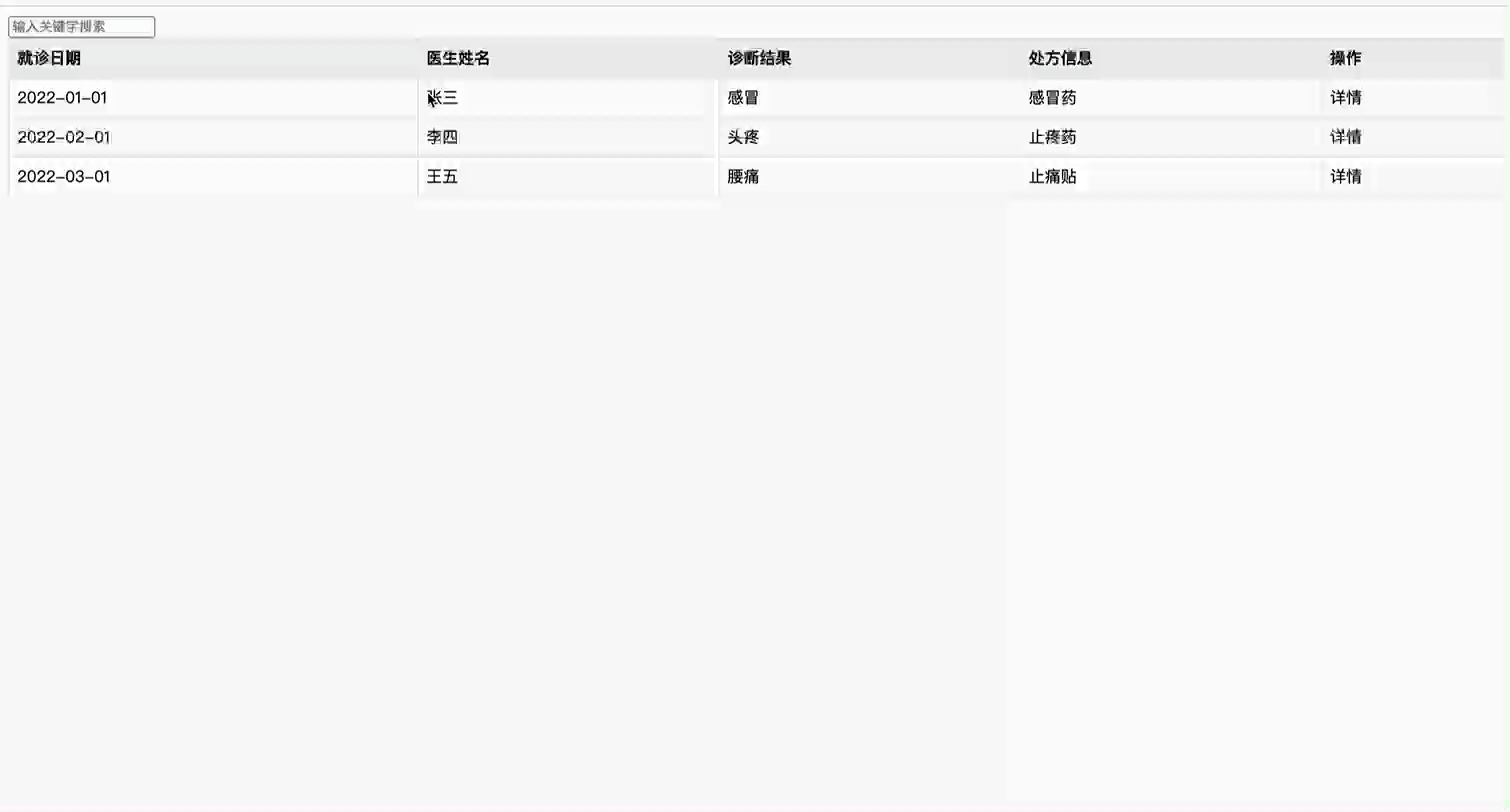 输入关键字搜索
就诊日期 医生姓名 诊断结果 处方信息 操作
2022-01-01 张三 感冒 感冒药 详情
2022-02-01 李四 头疼 止疼药 详情
2022-03-01 王五 腰痛 止痛贴 详情